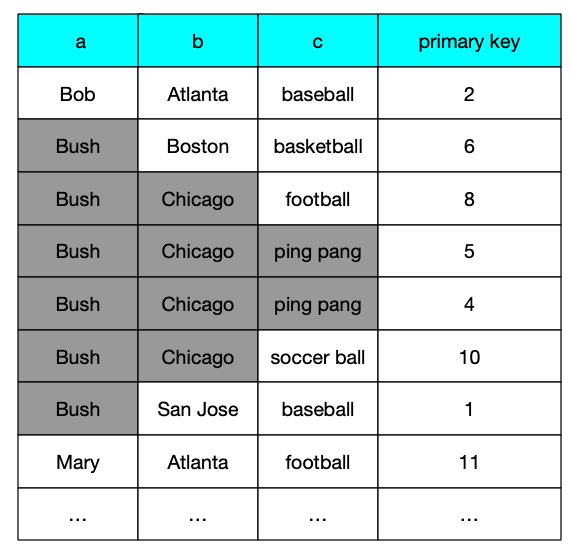 a b c primary key
Bob Atlanta baseball 2
Bush Boston basketball 6
Bush Chicago football 8
Bush Chicago ping pang 5
Bush Chicago ping pang 4
Bush Chicago soccer ball 10
Bush San Jose baseball 1
Mary Atlanta football 11
... ... ... ...